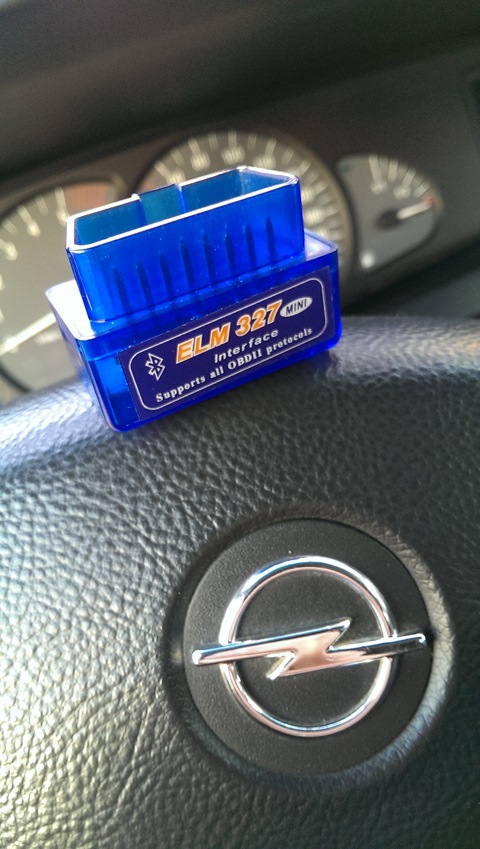 ELM 327 MINI
Interface
Supports all OBDII protocols